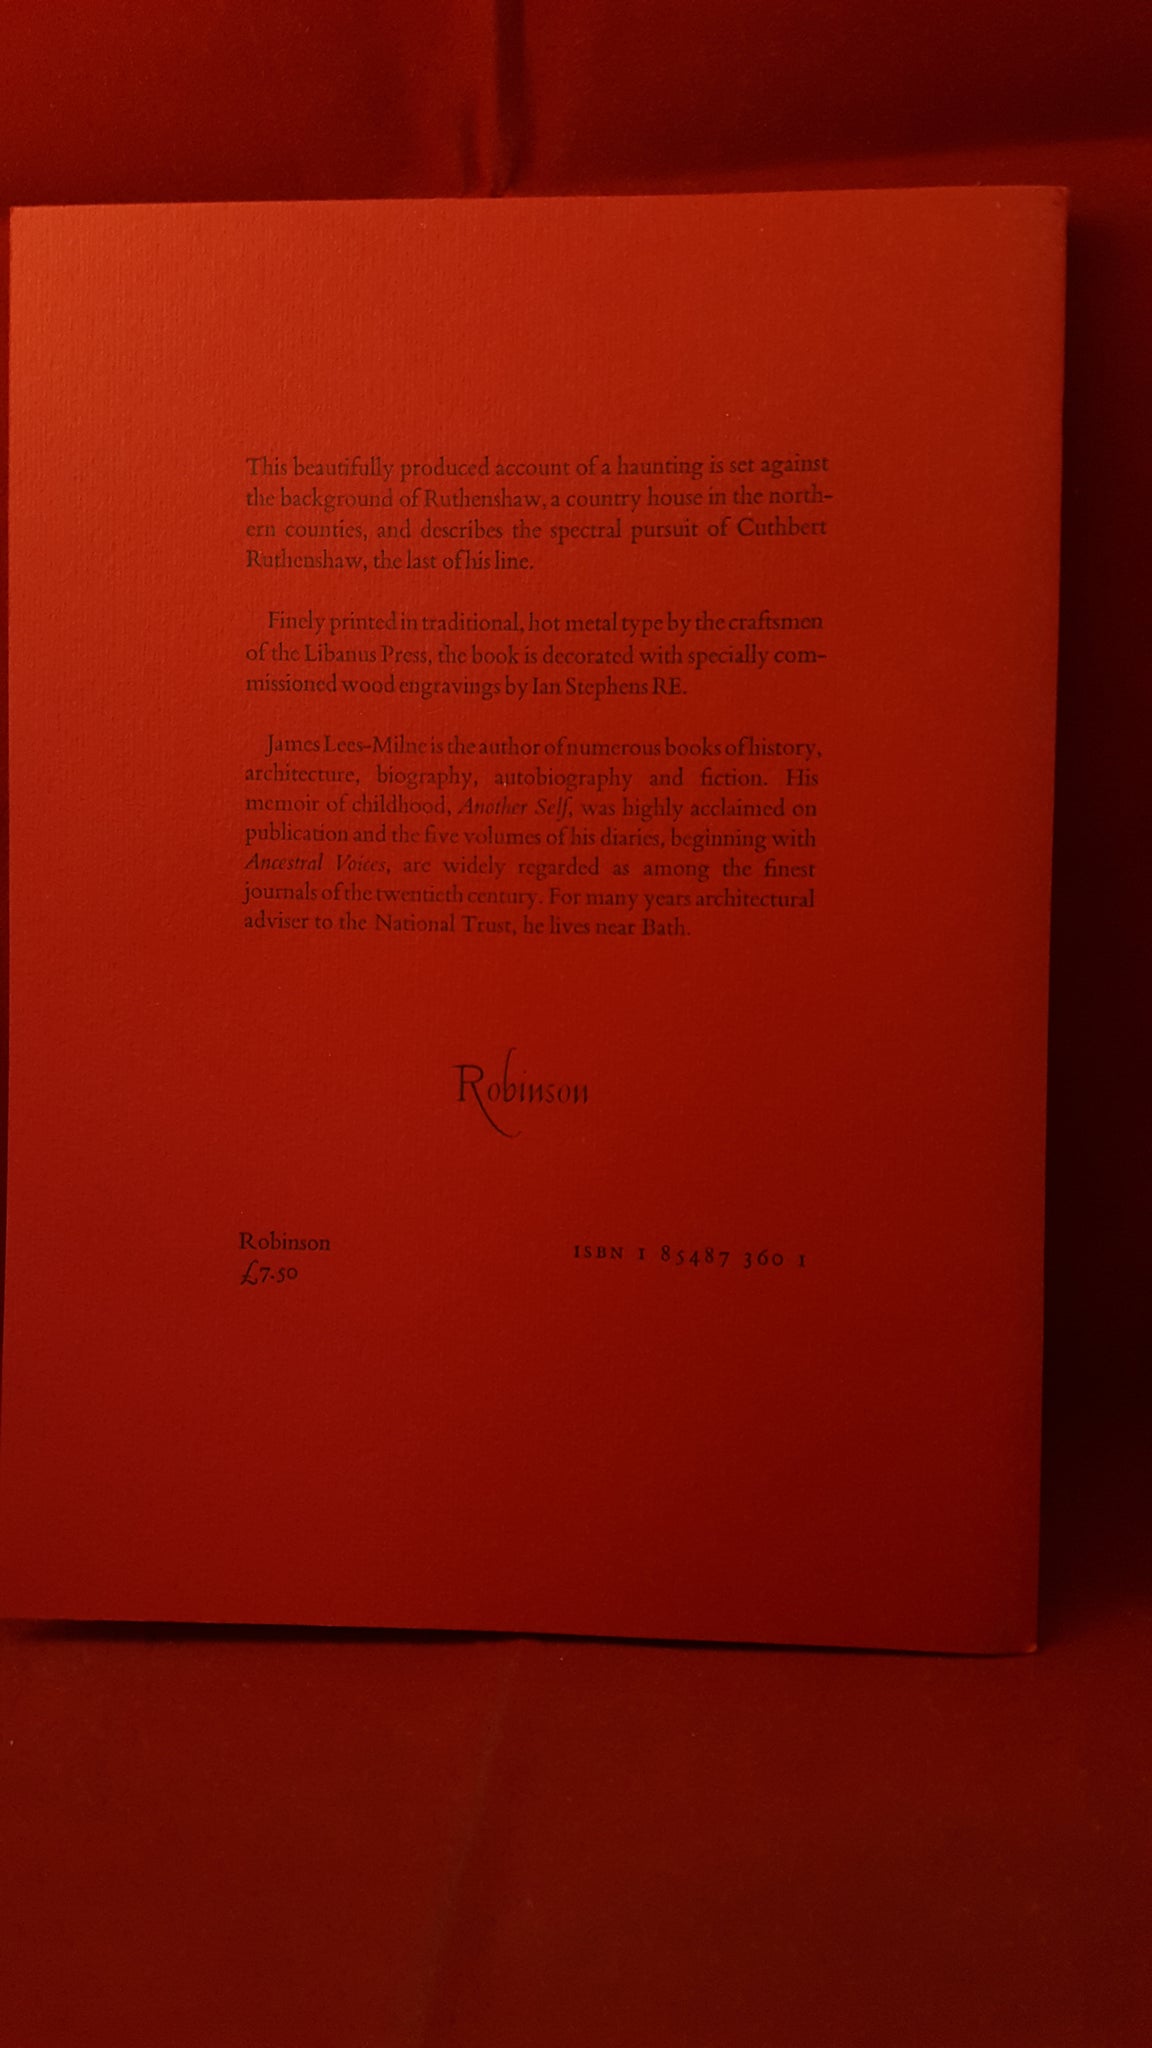 This beautifully produced account of a haunting is set against
the background of Ruthenshaw, a country house in the north-
ern counties, and describes the spectral pursuit of Cuthbert
Ruthenshaw, the last of his line.
Finely printed in traditional, hot metal type by the craftsmen
of the Libanus Press, the book is decorated with specially com-
missioned wood engravings by Ian Stephens RE.
James Lees-Milne is the author of numerous books of history,
architecture, biography, autobiography and fiction. His
memoir of childhood, Another Self, was highly acclaimed on
publication and the five volumes of his diaries, beginning with
Ancestral Voices, are widely regarded as among the finest
journals of the twentieth century. For many years architectural
adviser to the National Trust, he lives near Bath.
Robinson
Robinson
£7.50
ISBN 1 85487 360 1